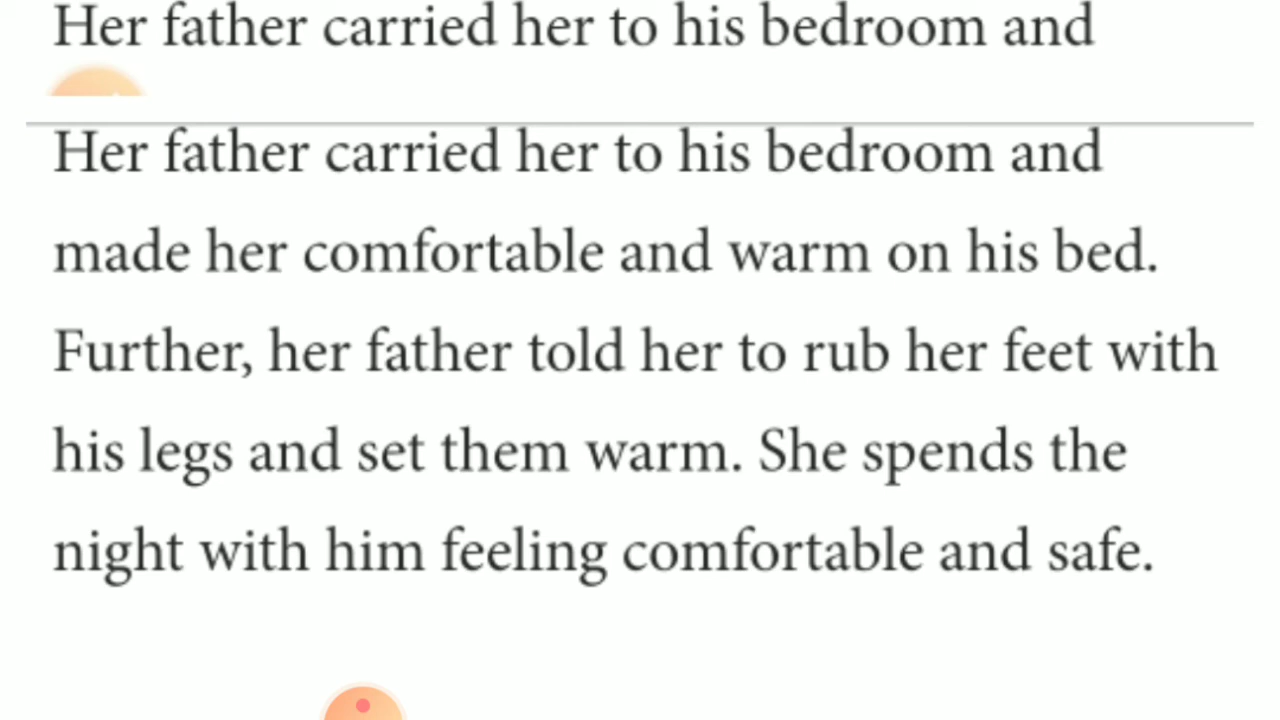 Her father carried her to his bedroom and
Her father carried her to his bedroom and
made her comfortable and warm on his bed.
Further, her father told her to rub her feet with
his legs and set them warm. She spends the
night with him feeling comfortable and safe.